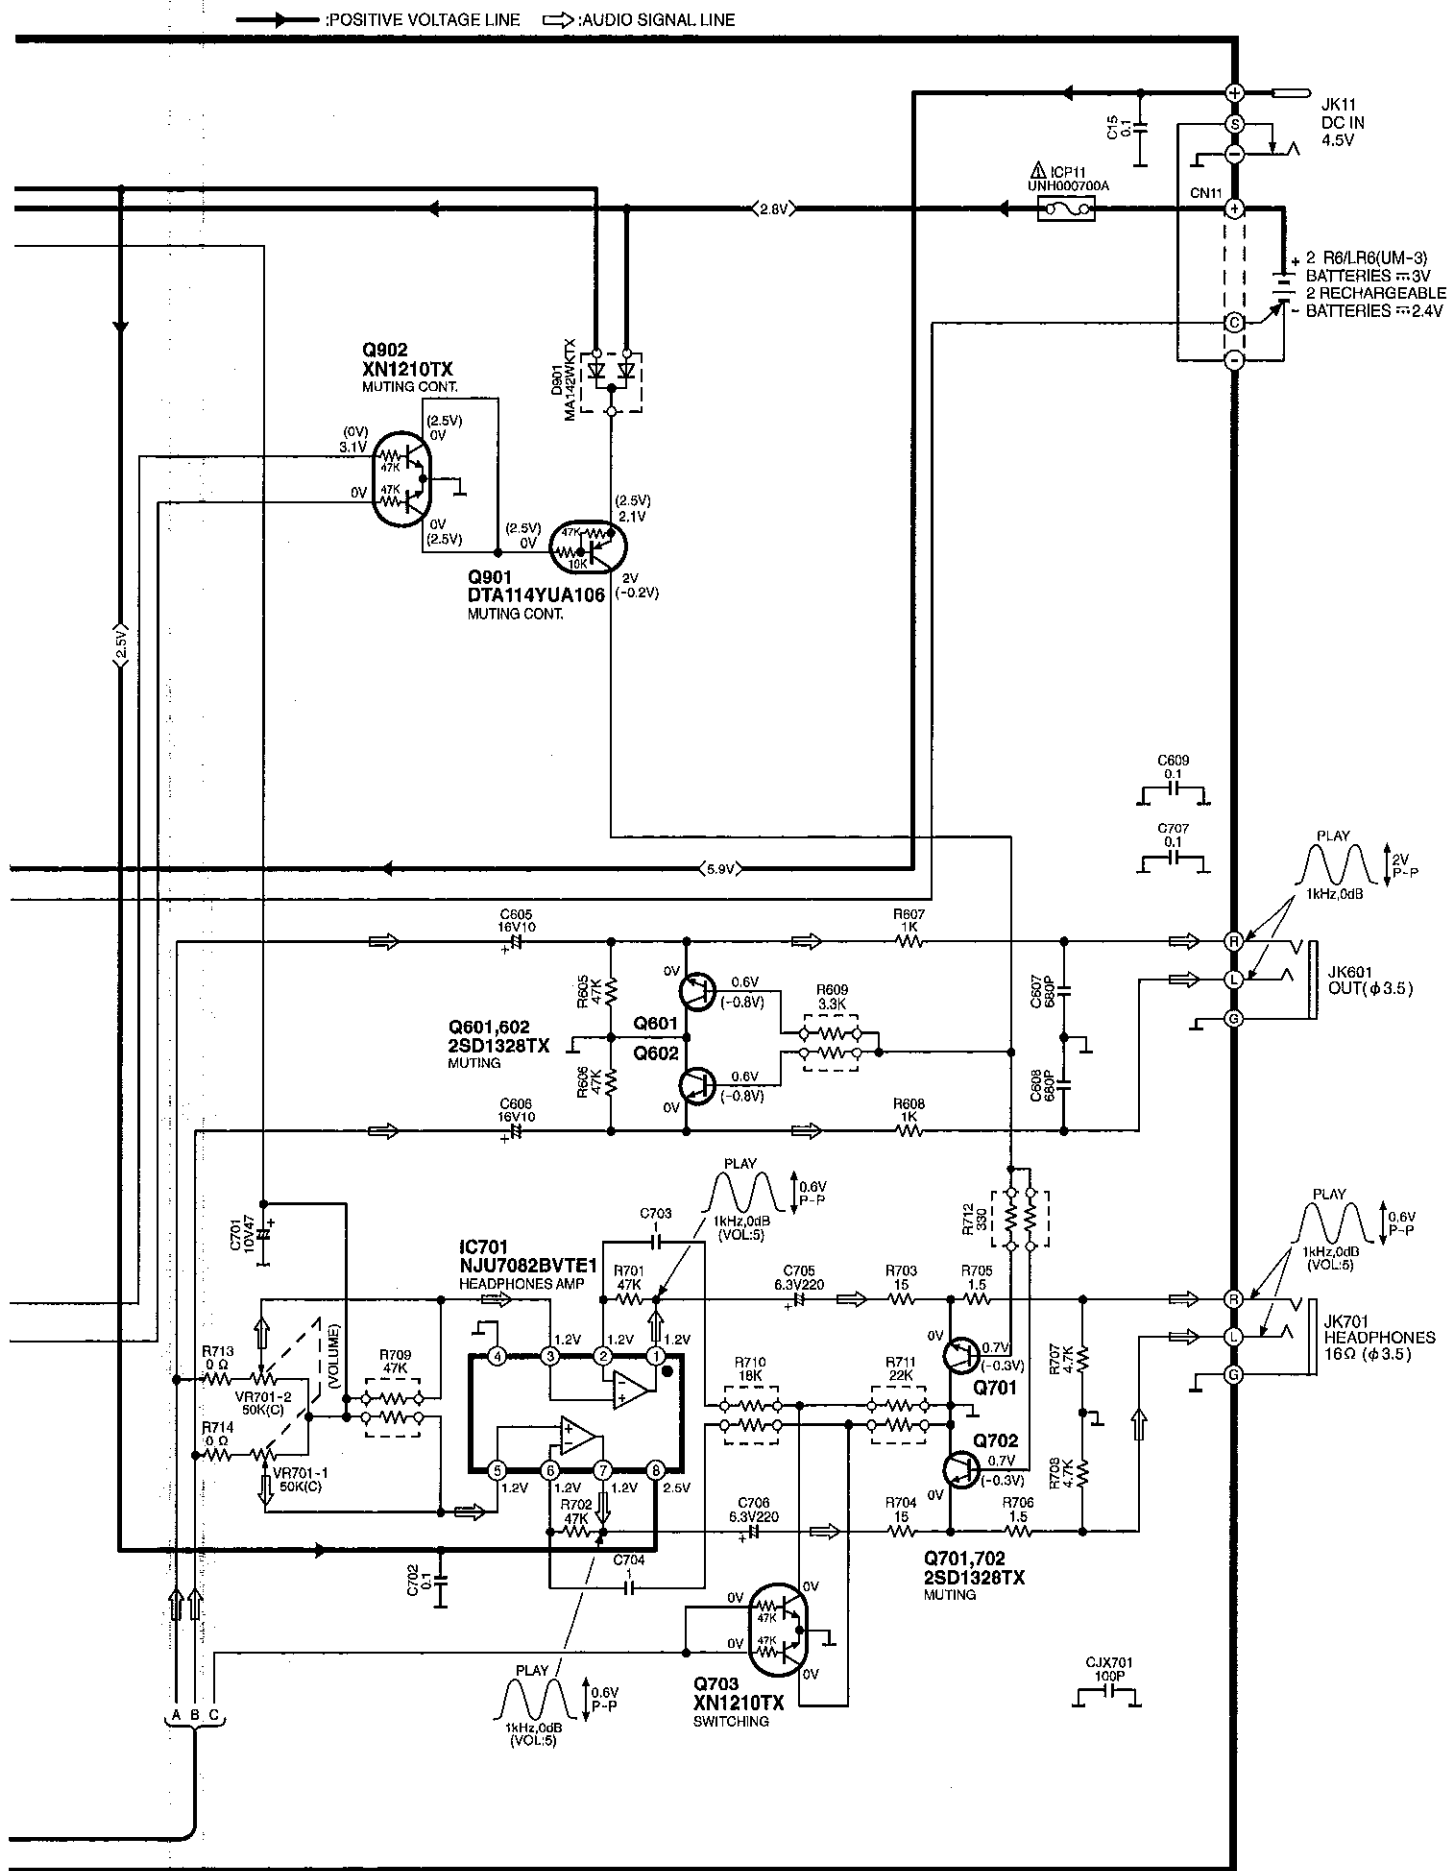 :POSITIVE VOLTAGE LINE :AUDIO SIGNAL LINE
JK11
DC IN
4.5V
+
S
-
C15
0.1
ICP11
UNH000700A
CN11
<2.8V>
+
+ 2 R6/LR6(UM-3)
BATTERIES 3V
2 RECHARGEABLE
- BATTERIES 2.4V
C
-
Q902
XN1210TX
MUTING CONT.
D901
MA142WKTX
(2.5V)
0V
(0V)
3.1V
47K
0V
47K
0V
(2.5V)
(2.5V)
0V
(2.5V)
2.1V
47K
10K
2V
(-0.2V)
Q901
DTA114YUA106
MUTING CONT.
<2.5V>
C609
0.1
C707
0.1
<5.9V>
PLAY
2V
P-P
1kHz,0dB
C605
16V10
+
R607
1K
R
L
G
JK601
OUT(φ3.5)
R605
47K
0V
0.6V
(-0.8V)
R609
3.3K
C607
680P
Q601,602
2SD1328TX
MUTING
Q601
Q602
R606
47K
0V
0.6V
(-0.8V)
C608
680P
C606
16V10
+
R608
1K
PLAY
0.6V
P-P
1kHz,0dB
(VOL:5)
R712
330
PLAY
0.6V
P-P
1kHz,0dB
(VOL:5)
C701
10V47
+
C703
1
IC701
NJU7082BVTE1
HEADPHONES AMP
R701
47K
C705
6.3V220
+
R703
15
R705
1.5
R
L
G
JK701
HEADPHONES
16Ω (φ3.5)
(VOLUME)
R713
0 Ω
VR701-2
50K(C)
R709
47K
1.2V
1.2V
1.2V
4
3
2
1
R710
18K
R711
22K
0V
0.7V
(-0.3V)
Q701
R707
4.7K
R714
0 Ω
VR701-1
50K(C)
5
6
7
8
1.2V
1.2V
1.2V
2.5V
Q702
0.7V
(-0.3V)
0V
R708
4.7K
R702
47K
C706
6.3V220
+
R704
15
R706
1.5
C702
0.1
C704
1
Q701,702
2SD1328TX
MUTING
0V
47K
0V
47K
0V
0V
PLAY
0.6V
P-P
1kHz,0dB
(VOL:5)
Q703
XN1210TX
SWITCHING
CJX701
100P
A B C